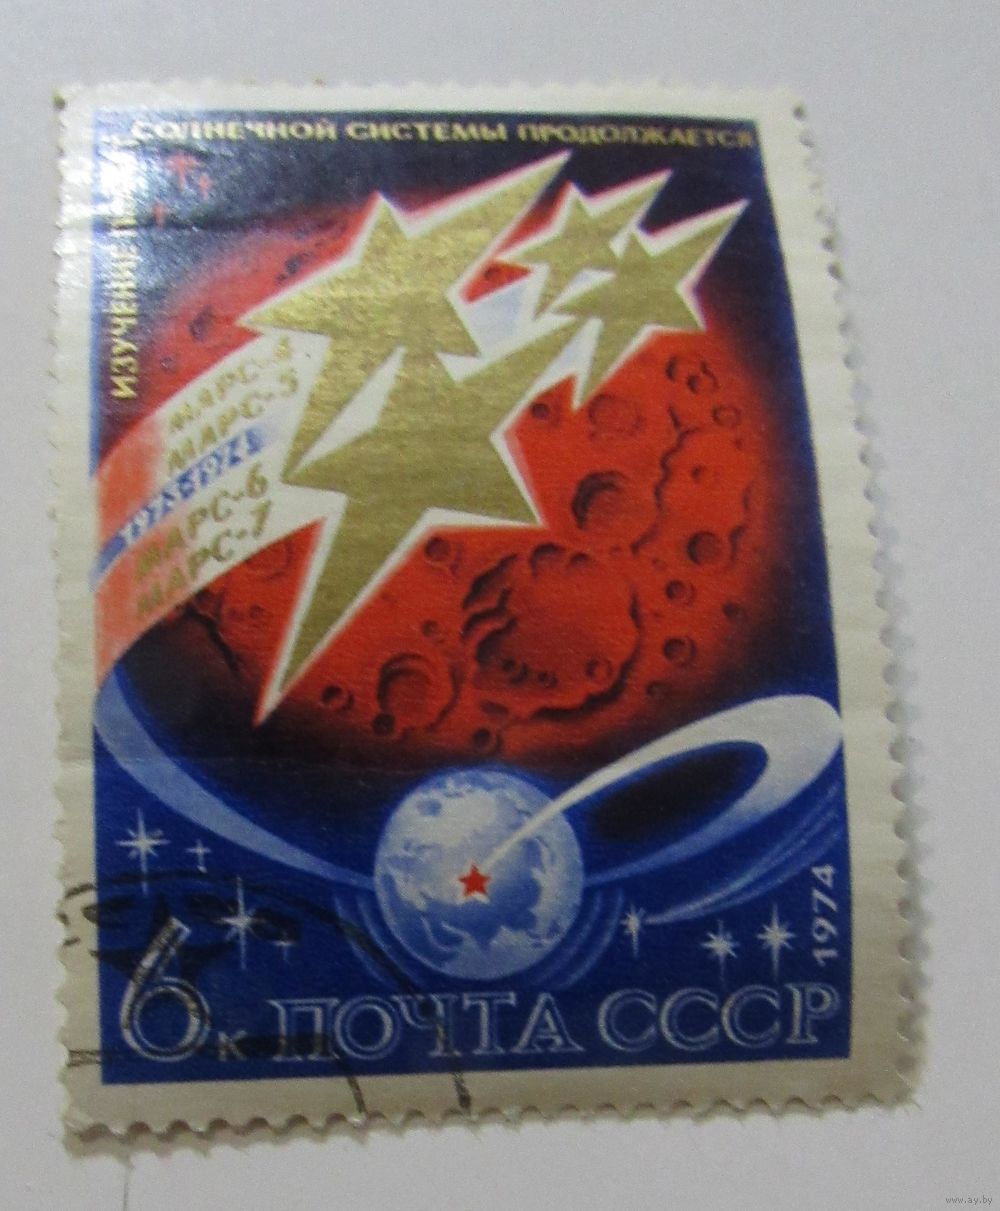 ИЗУЧЕНИЕ
СОЛНЕЧНОЙ СИСТЕМЫ ПРОДОЛЖАЕТСЯ
МАРС-4
МАРС-5
МАРС-6
МАРС-7
1974
6к ПОЧТА СССР
www.ay.by